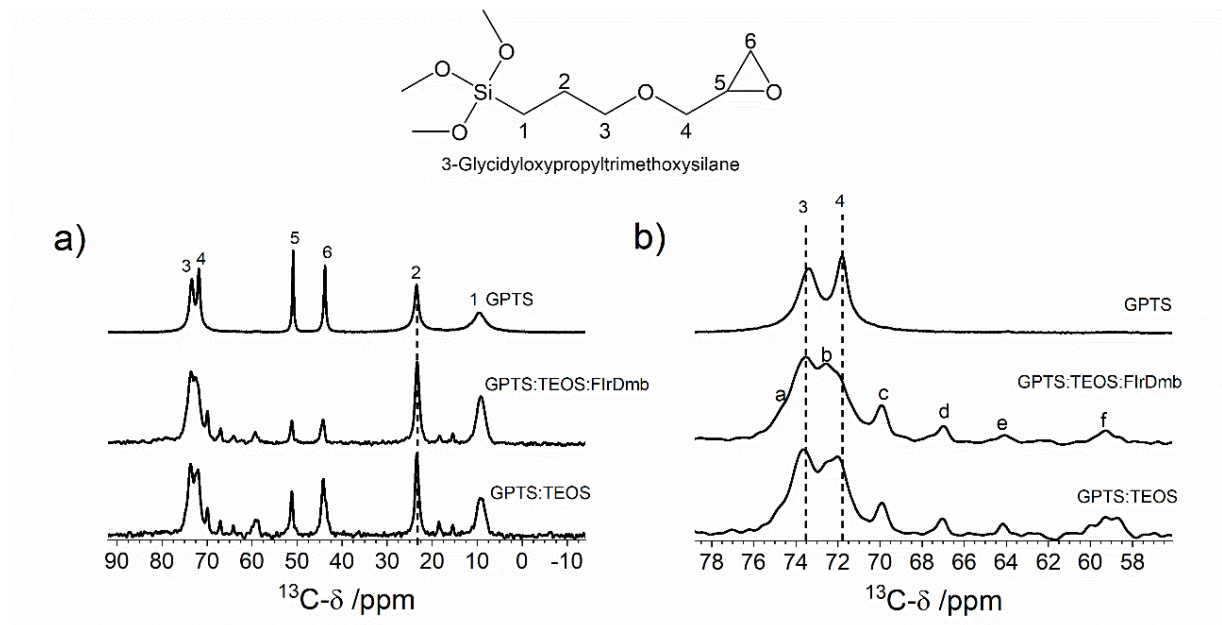 O
O
Si
O
1
2
3
O
4
5
6
O
3-Glycidyloxypropyltrimethoxysilane
a)
3
4
5
6
2
1 GPTS
GPTS:TEOS:FIrDmb
GPTS:TEOS
90 80 70 60 50 40 30 20 10 0 -10
¹³C-δ /ppm
b)
3
4
GPTS
GPTS:TEOS:FIrDmb
a
b
c
d
e
f
GPTS:TEOS
78 76 74 72 70 68 66 64 62 60 58
¹³C-δ /ppm